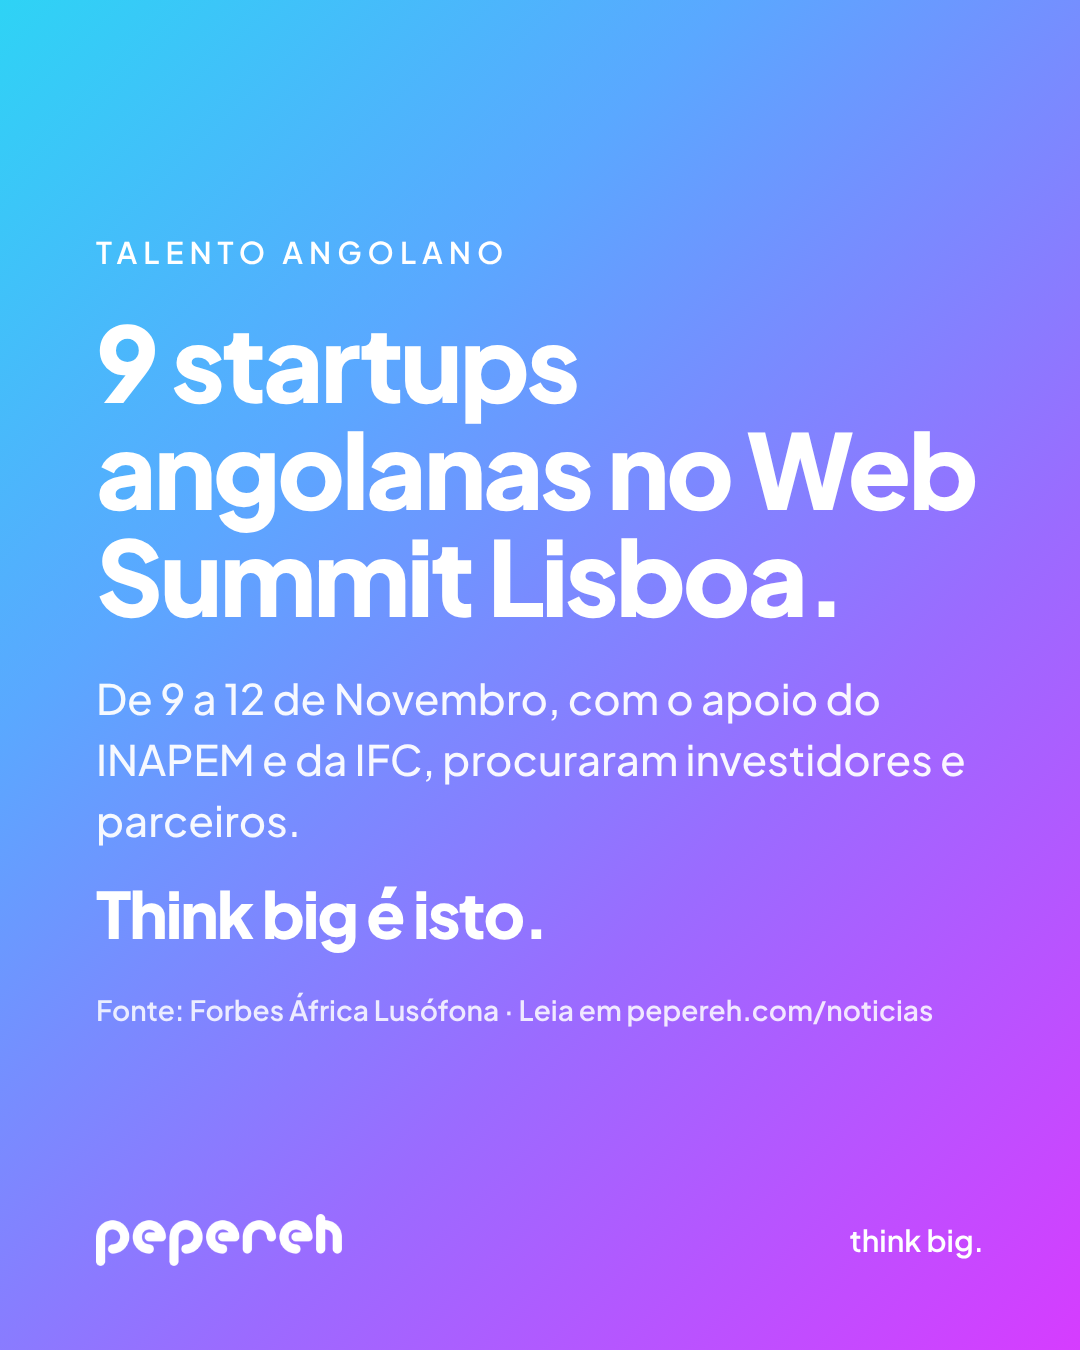 TALENTO ANGOLANO
9 startups
angolanas no Web
Summit Lisboa.
De 9 a 12 de Novembro, com o apoio do
INAPEM e da IFC, procuraram investidores e
parceiros.
Think big é isto.
Fonte: Forbes África Lusófona · Leia em pepereh.com/noticias
pepereh
think big.